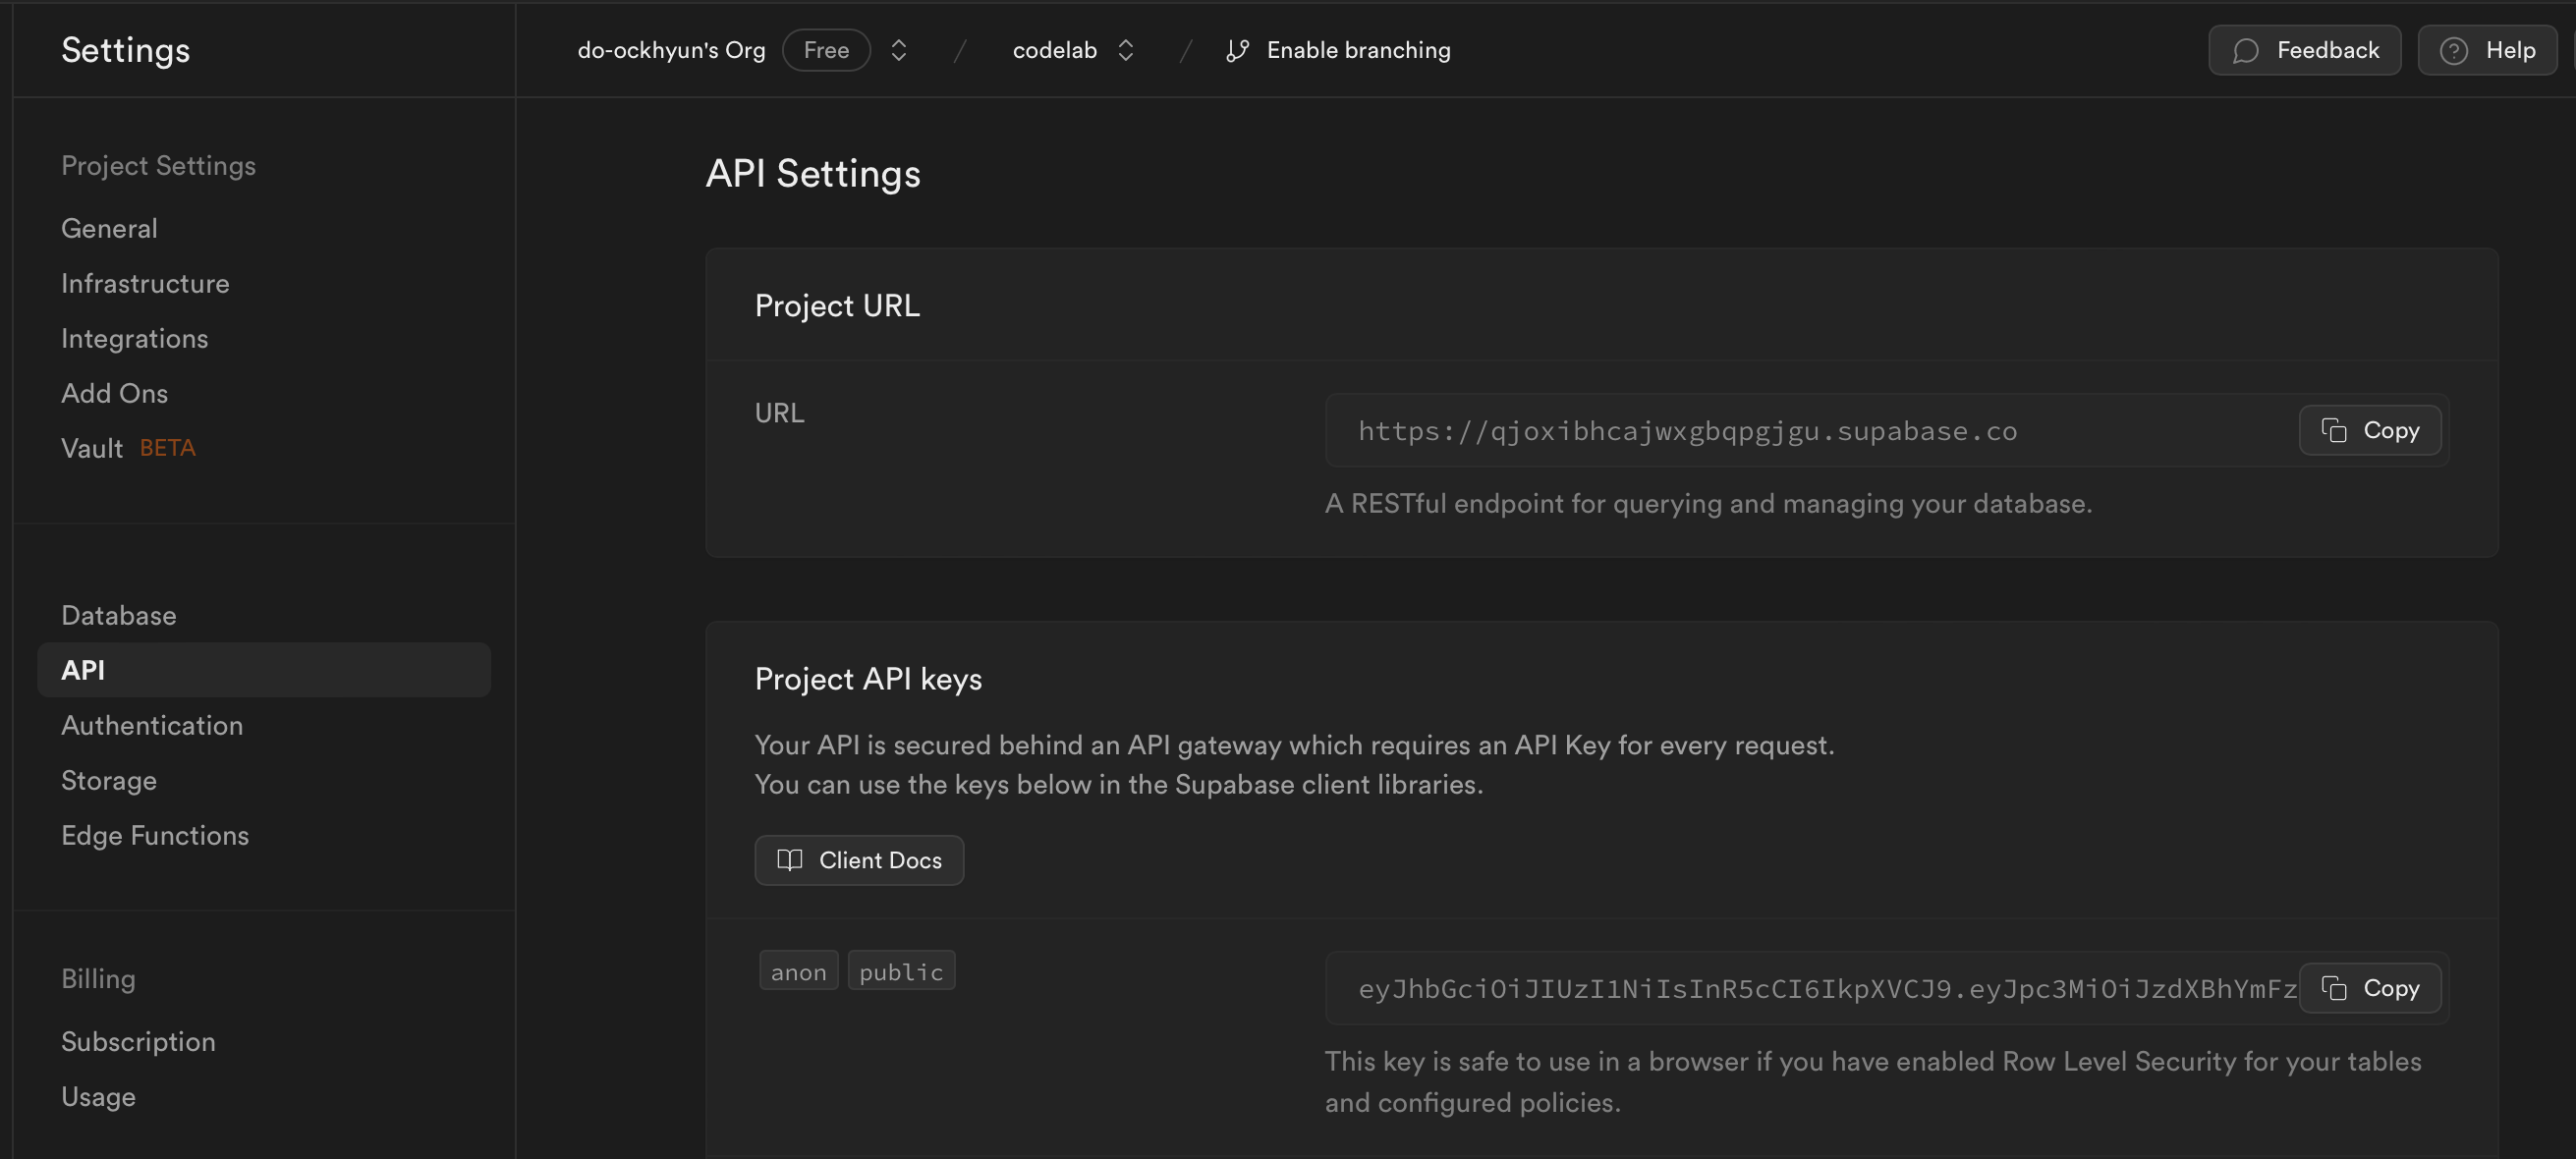 Settings
do-ockhyun's Org Free / codelab / Enable branching
Feedback
Help
Project Settings
General
Infrastructure
Integrations
Add Ons
Vault BETA
Database
API
Authentication
Storage
Edge Functions
Billing
Subscription
Usage
API Settings
Project URL
URL
https://qjoxibhcajwxgbqpgjgu.supabase.co
Copy
A RESTful endpoint for querying and managing your database.
Project API keys
Your API is secured behind an API gateway which requires an API Key for every request.
You can use the keys below in the Supabase client libraries.
Client Docs
anon public
eyJhbGciOiJIUzI1NiIsInR5cCI6IkpXVCJ9.eyJpc3MiOiJzdXBhYmFz
Copy
This key is safe to use in a browser if you have enabled Row Level Security for your tables
and configured policies.